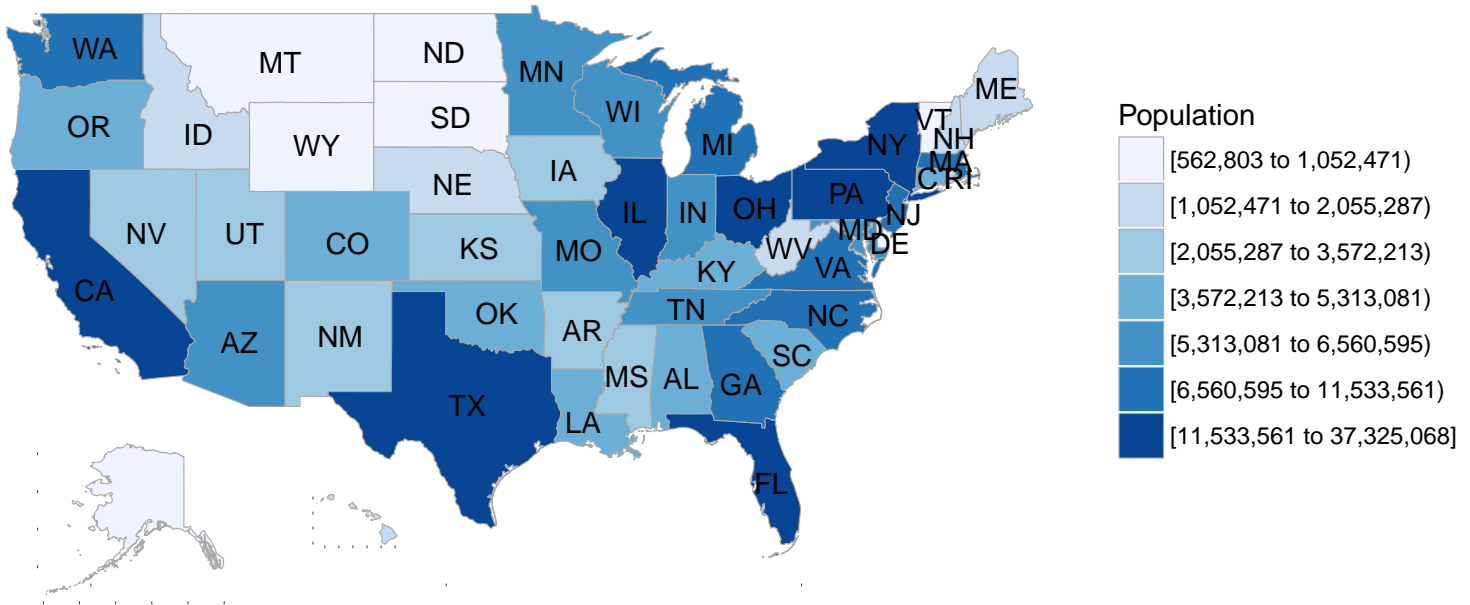 WA
MT
ND
MN
ME
OR
ID
SD
WI
VT
NH
WY
MI
NY
MA
NE
IA
CT
RI
PA
NV
UT
CO
KS
IL
IN
OH
NJ
MD
DE
WV
MO
KY
VA
CA
OK
TN
NC
AZ
NM
AR
SC
MS
AL
GA
TX
LA
FL
Population
[562,803 to 1,052,471)
[1,052,471 to 2,055,287)
[2,055,287 to 3,572,213)
[3,572,213 to 5,313,081)
[5,313,081 to 6,560,595)
[6,560,595 to 11,533,561)
[11,533,561 to 37,325,068]